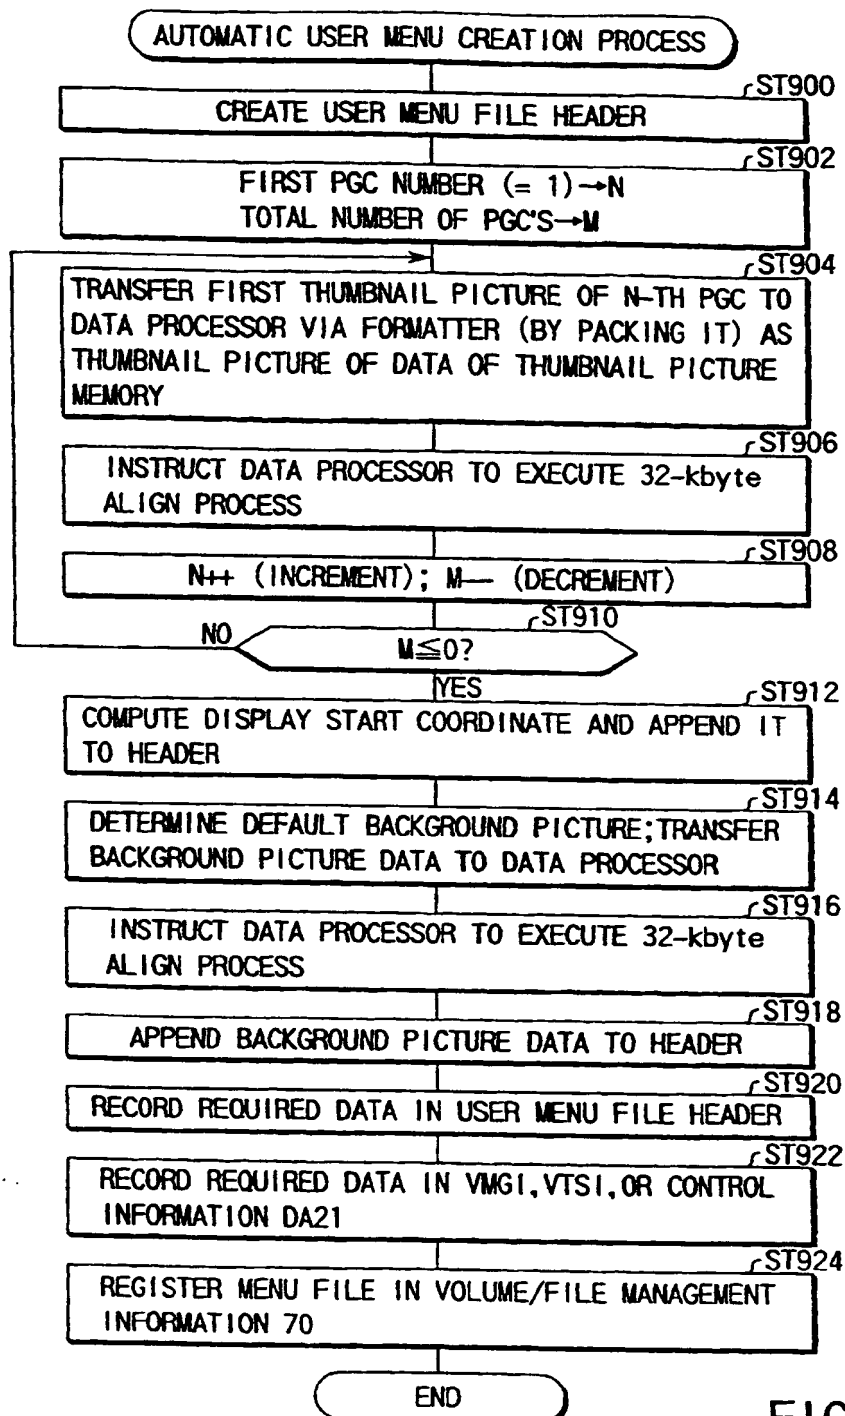 AUTOMATIC USER MENU CREATION PROCESS
ST900
CREATE USER MENU FILE HEADER
ST902
FIRST PGC NUMBER (= 1)→N
TOTAL NUMBER OF PGC'S→M
ST904
TRANSFER FIRST THUMBNAIL PICTURE OF N-TH PGC TO
DATA PROCESSOR VIA FORMATTER (BY PACKING IT) AS
THUMBNAIL PICTURE OF DATA OF THUMBNAIL PICTURE
MEMORY
ST906
INSTRUCT DATA PROCESSOR TO EXECUTE 32-kbyte
ALIGN PROCESS
ST908
N++ (INCREMENT); M-- (DECREMENT)
ST910
NO
M≦0?
YES
ST912
COMPUTE DISPLAY START COORDINATE AND APPEND IT
TO HEADER
ST914
DETERMINE DEFAULT BACKGROUND PICTURE;TRANSFER
BACKGROUND PICTURE DATA TO DATA PROCESSOR
ST916
INSTRUCT DATA PROCESSOR TO EXECUTE 32-kbyte
ALIGN PROCESS
ST918
APPEND BACKGROUND PICTURE DATA TO HEADER
ST920
RECORD REQUIRED DATA IN USER MENU FILE HEADER
ST922
RECORD REQUIRED DATA IN VMGI,VTSI,OR CONTROL
INFORMATION DA21
ST924
REGISTER MENU FILE IN VOLUME/FILE MANAGEMENT
INFORMATION 70
END